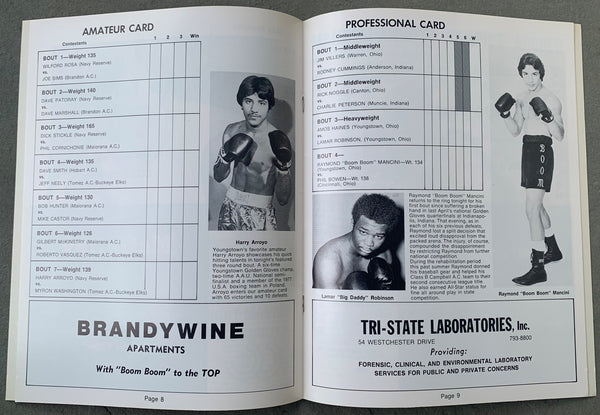 AMATEUR CARD
Contestants 1 2 3 Win
BOUT 1—Weight 135
WILFORD ROSA (Navy Reserve)
vs.
JOE SIMS (Brandon A.C.)
BOUT 2—Weight 140
DAVE PATORAY (Navy Reserve)
vs.
DAVE MARSHALL (Brandon A.C.)
BOUT 3—Weight 165
DICK STICKLE (Navy Reserve)
vs.
PHIL CORNICHONIE (Maiorana A.C.)
BOUT 4—Weight 135
DAVE SMITH (Hobart A.C.)
vs.
JEFF NEELY (Tomez A.C.-Buckeye Elks)
BOUT 5—Weight 130
BOB HUNTER (Maiorana A.C.)
vs.
MIKE CASTOR (Navy Reserve)
BOUT 6—Weight 126
GILBERT McKINSTRY (Maiorana A.C.)
vs.
ROBERTO VASQUEZ (Tomez A.C.-Buckeye Elks)
BOUT 7—Weight 139
HARRY ARROYO (Navy Reserve)
vs.
MYRON WASHINGTON (Tomez A.C.-Buckeye Elks)
Harry Arroyo
Youngstown's favorite amateur
Harry Arroyo showcases his quick
hitting talents in tonight's featured
three round bout. A six-time
Youngstown Golden Gloves champ,
two-time A.A.U. National semi-
finalist and a member of the 1977
U.S.A boxing team in Poland.
Arroyo enters our amateur card
with 65 victories and 10 defeats.
BRANDYWINE
APARTMENTS
With "Boom Boom" to the TOP
Page 8
PROFESSIONAL CARD
Contestants 1 2 3 4 5 6 W
BOUT 1—Middleweight
JIM VILLERS (Warren, Ohio)
vs.
RODNEY CUMMINGS (Anderson, Indiana)
BOUT 2—Middleweight
RICK NOGGLE (Canton, Ohio)
vs.
CHARLIE PETERSON (Muncie, Indiana)
BOUT 3—Heavyweight
AMOS HAINES (Youngstown, Ohio)
vs.
LAMAR ROBINSON, (Youngstown, Ohio)
BOUT 4—
RAYMOND "Boom Boom" MANCINI—Wt. 134
(Youngstown, Ohio)
vs.
PHIL BOWEN—Wt. 138
(Cincinnati, Ohio)
BOOM
Lamar "Big Daddy" Robinson
Raymond "Boom Boom" Mancini
returns to the ring tonight for his
first bout since suffering a broken
hand in last April's national Golden
Gloves quarterfinals at Indianapo-
lis, Indiana. That evening, as in
each of his six previous defeats,
Raymond lost a split decision that
excited loud disapproval from the
packed arena. The injury, of course,
compounded the disappointment
by restricting Raymond from further
national competition.
During the rehabilitation period
this past summer Raymond donned
his baseball gear and helped his
Class B Campbell A.C. team to their
second consecutive league title.
He also earned All-Star status for
fine all around play in state
competition.
Raymond "Boom Boom" Mancini
TRI-STATE LABORATORIES, Inc.
54 WESTCHESTER DRIVE 793-8800
Providing:
FORENSIC, CLINICAL, AND ENVIRONMENTAL LABORATORY
SERVICES FOR PUBLIC AND PRIVATE CONCERNS
Page 9